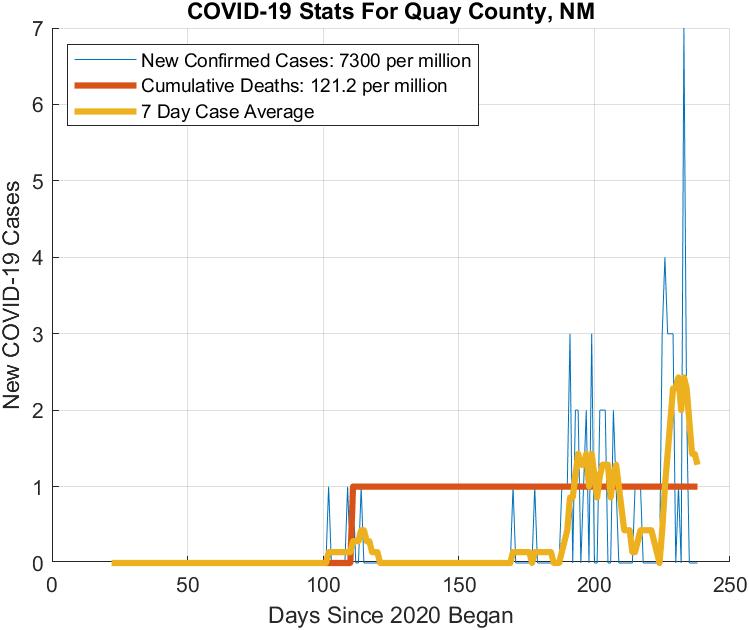 COVID-19 Stats For Quay County, NM
New Confirmed Cases: 7300 per million
Cumulative Deaths: 121.2 per million
7 Day Case Average
New COVID-19 Cases
7
6
5
4
3
2
1
0
0 50 100 150 200 250
Days Since 2020 Began